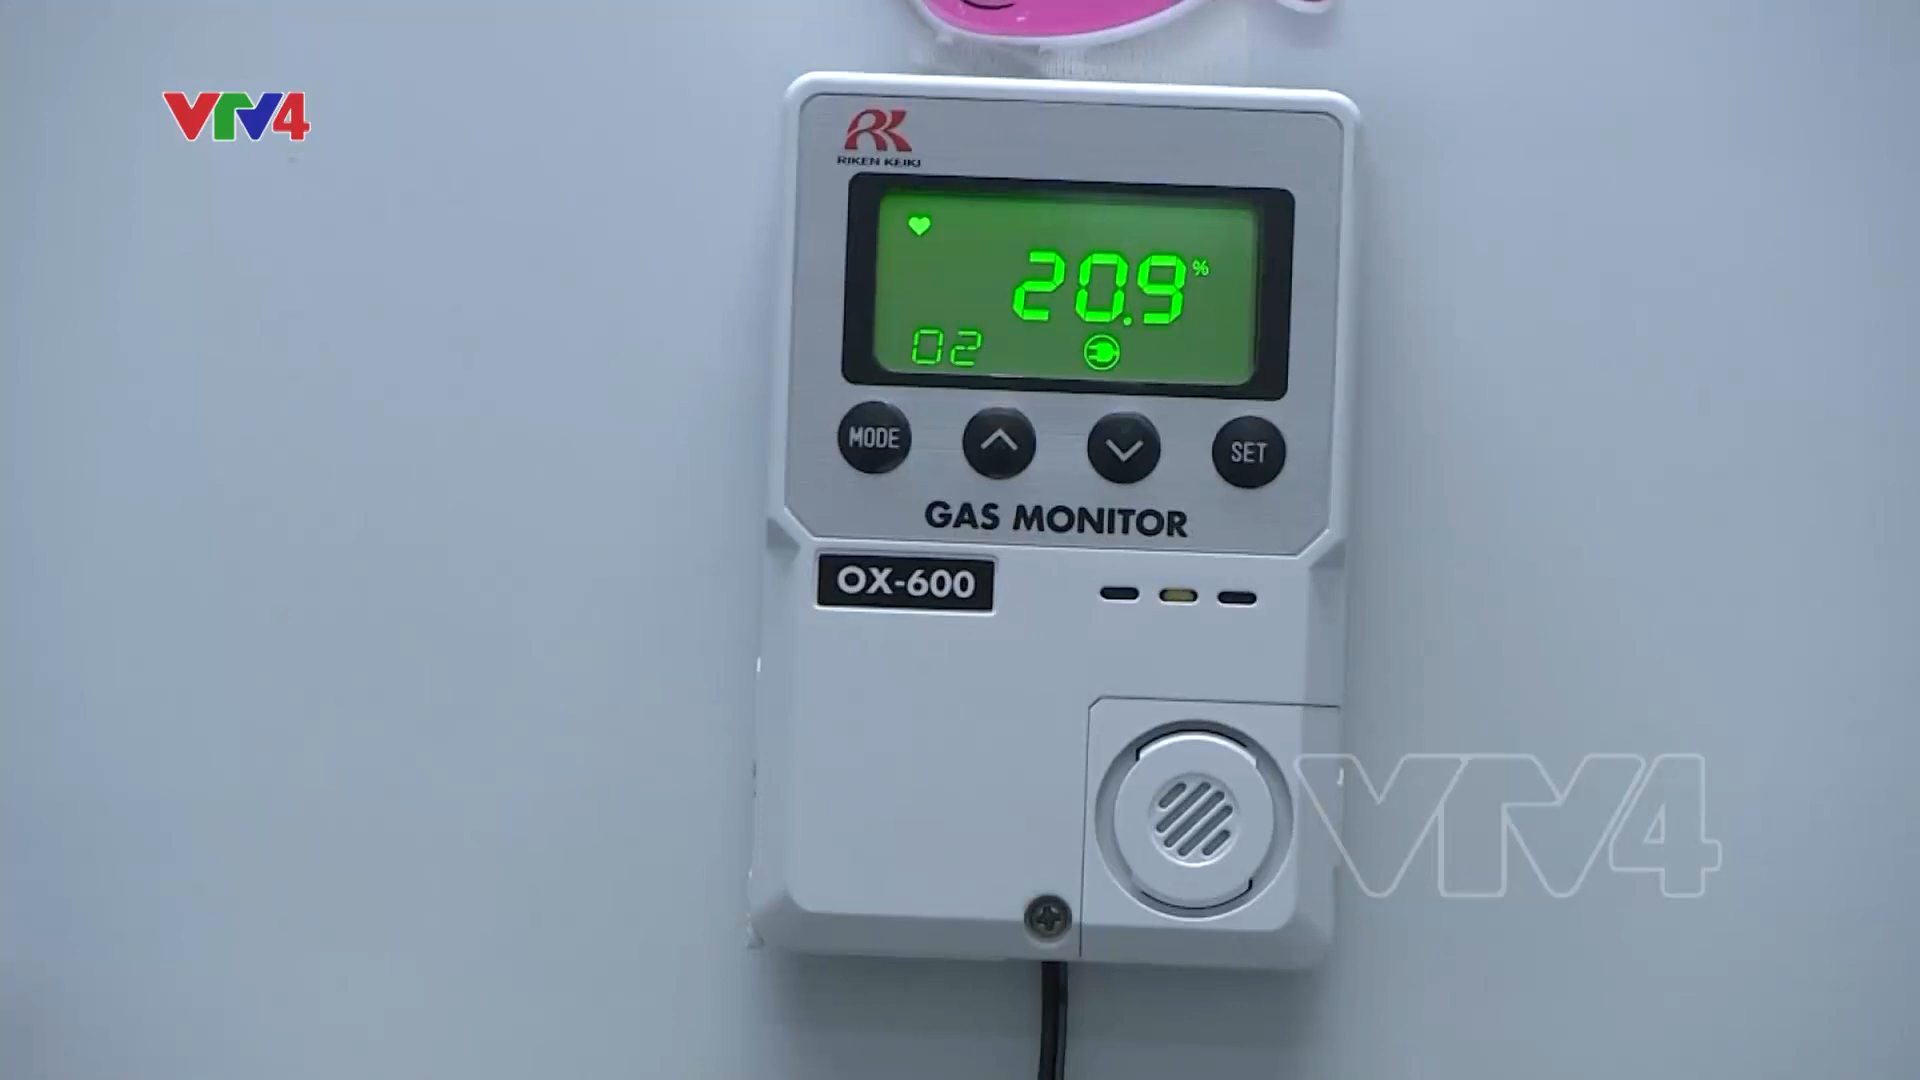 VTV4
RK
RIKEN KEIKI
20.9%
O2
MODE
SET
GAS MONITOR
OX-600
VTV4